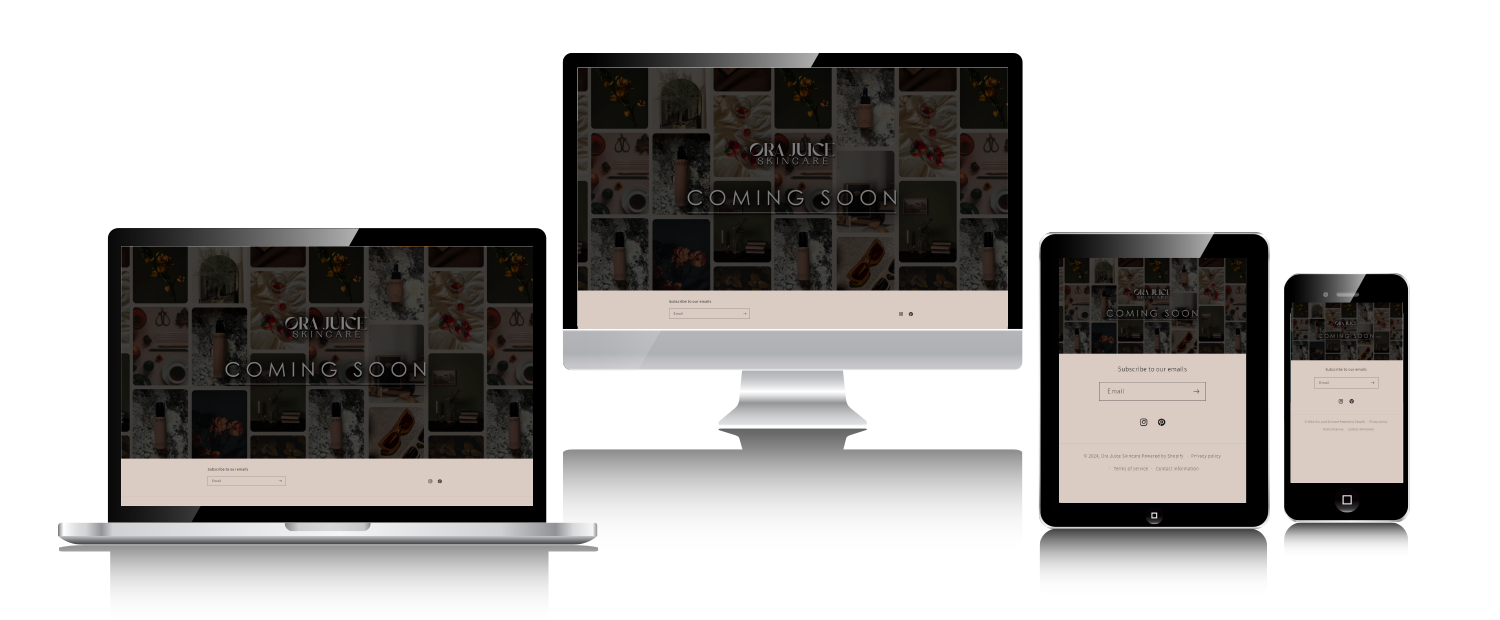 ORA JUICE
SKINCARE
COMING SOON
Subscribe to our emails
Email
ORA JUICE
SKINCARE
COMING SOON
Subscribe to our emails
Email
ORA JUICE
SKINCARE
COMING SOON
Subscribe to our emails
Email
© 2024, Ora Juice Skincare Powered by Shopify · Privacy policy
Terms of service · Contact information
ORA JUICE
COMING SOON
Subscribe to our emails
Email